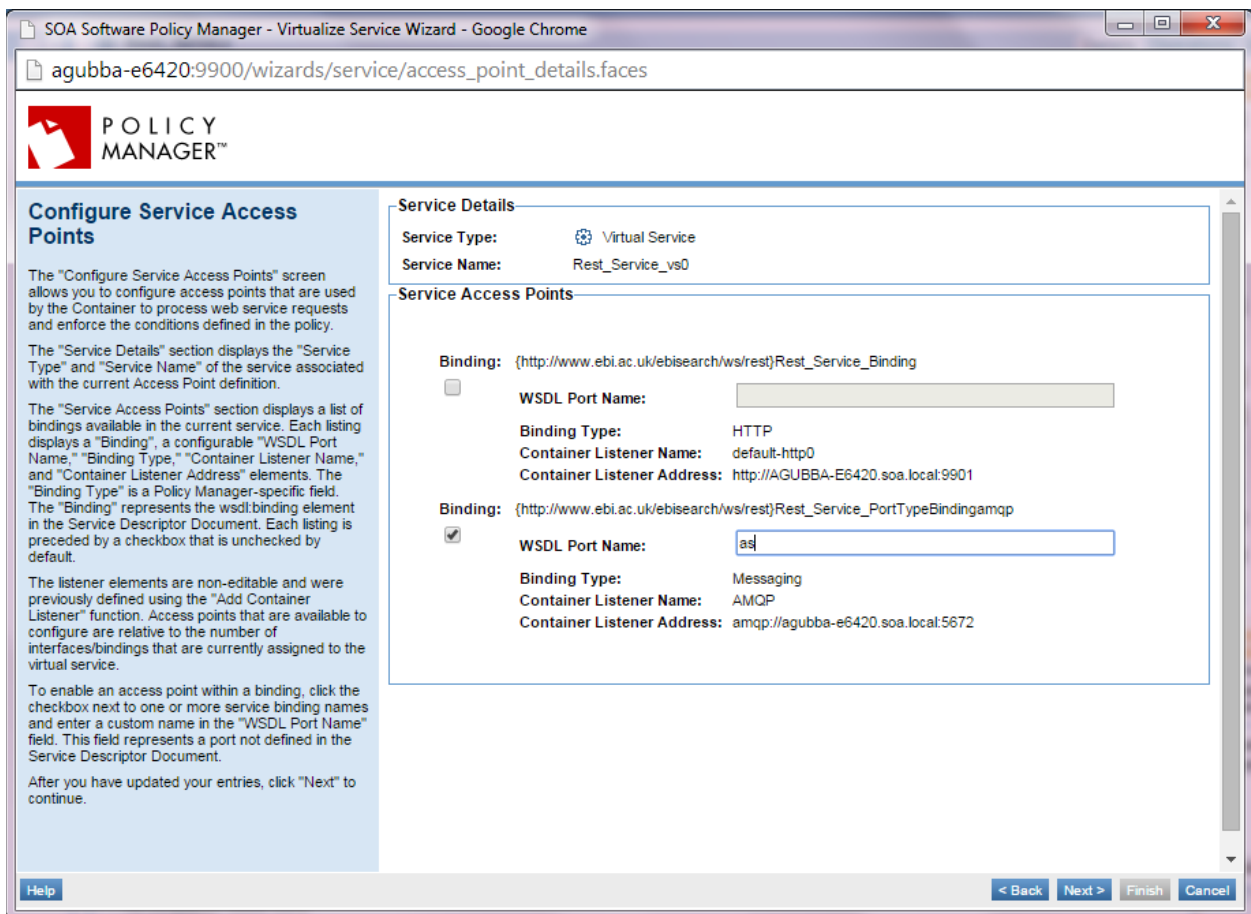 SOA Software Policy Manager - Virtualize Service Wizard - Google Chrome
agubba-e6420:9900/wizards/service/access_point_details.faces
POLICY
MANAGER™
Configure Service Access
Points
The "Configure Service Access Points" screen
allows you to configure access points that are used
by the Container to process web service requests
and enforce the conditions defined in the policy.
The "Service Details" section displays the "Service
Type" and "Service Name" of the service associated
with the current Access Point definition.
The "Service Access Points" section displays a list of
bindings available in the current service. Each listing
displays a "Binding", a configurable "WSDL Port
Name," "Binding Type," "Container Listener Name,"
and "Container Listener Address" elements. The
"Binding Type" is a Policy Manager-specific field.
The "Binding" represents the wsdl:binding element
in the Service Descriptor Document. Each listing is
preceded by a checkbox that is unchecked by
default.
The listener elements are non-editable and were
previously defined using the "Add Container
Listener" function. Access points that are available to
configure are relative to the number of
interfaces/bindings that are currently assigned to the
virtual service.
To enable an access point within a binding, click the
checkbox next to one or more service binding names
and enter a custom name in the "WSDL Port Name"
field. This field represents a port not defined in the
Service Descriptor Document.
After you have updated your entries, click "Next" to
continue.
Service Details
Service Type: Virtual Service
Service Name: Rest_Service_vs0
Service Access Points
Binding: {http://www.ebi.ac.uk/ebisearch/ws/rest}Rest_Service_Binding
WSDL Port Name:
Binding Type: HTTP
Container Listener Name: default-http0
Container Listener Address: http://AGUBBA-E6420.soa.local:9901
Binding: {http://www.ebi.ac.uk/ebisearch/ws/rest}Rest_Service_PortTypeBindingamqp
WSDL Port Name: as
Binding Type: Messaging
Container Listener Name: AMQP
Container Listener Address: amqp://agubba-e6420.soa.local:5672
Help < Back Next > Finish Cancel